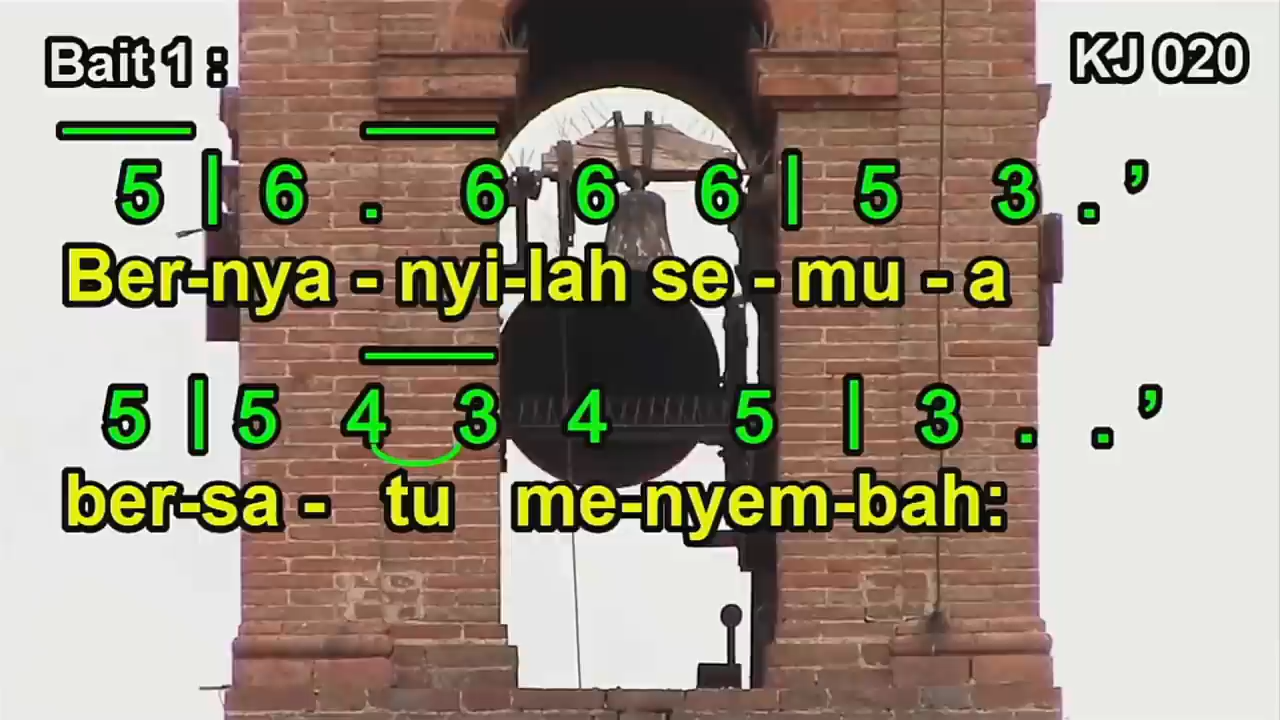 Bait 1 : KJ 020
5 | 6 . 6 6 6 | 5 3 . ’
Ber-nya - nyi-lah se - mu - a
5 | 5 4 3 4 5 | 3 . . ’
ber-sa - tu me-nyem-bah: